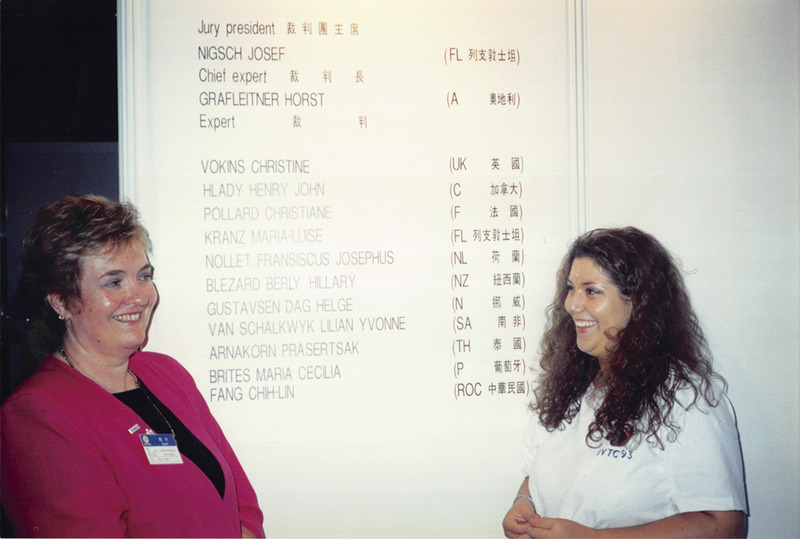 Jury president 裁判團主席
NIGSCH JOSEF (FL 列支敦士坦)
Chief expert 裁判長
GRAFLEITNER HORST (A 奧地利)
Expert 裁判
VOKINS CHRISTINE (UK 英國)
HLADY HENRY JOHN (C 加拿大)
POLLARD CHRISTIANE (F 法國)
KRANZ MARIA-LUISE (FL 列支敦士坦)
NOLLET FRANSISCUS JOSEPHUS (NL 荷蘭)
BLEZARD BERLY HILLARY (NZ 紐西蘭)
GUSTAVSEN DAG HELGE (N 挪威)
VAN SCHALKWYK LILIAN YVONNE (SA 南非)
ARNAKORN PRASERTSAK (TH 泰國)
BRITES MARIA CECILIA (P 葡萄牙)
FANG CHIH-LIN (ROC 中華民國)
IVTC'93